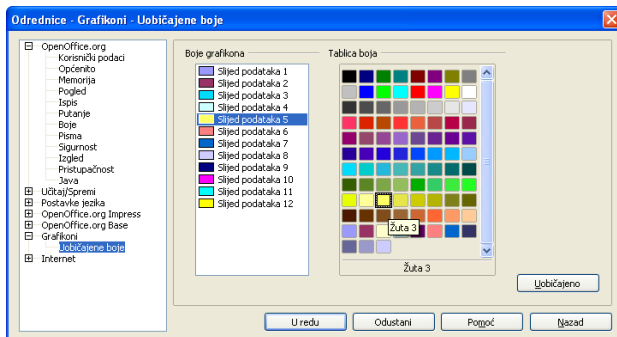 Odrednice - Grafikoni - Uobičajene boje
OpenOffice.org
Korisnički podaci
Općenito
Memorija
Pogled
Ispis
Putanje
Boje
Pisma
Sigurnost
Izgled
Pristupačnost
Java
Učitaj/Spremi
Postavke jezika
OpenOffice.org Impress
OpenOffice.org Base
Grafikoni
Uobičajene boje
Internet
Boje grafikona
Slijed podataka 1
Slijed podataka 2
Slijed podataka 3
Slijed podataka 4
Slijed podataka 5
Slijed podataka 6
Slijed podataka 7
Slijed podataka 8
Slijed podataka 9
Slijed podataka 10
Slijed podataka 11
Slijed podataka 12
Tablica boja
Žuta 3
Žuta 3
Uobičajeno
U redu
Odustani
Pomoć
Nazad